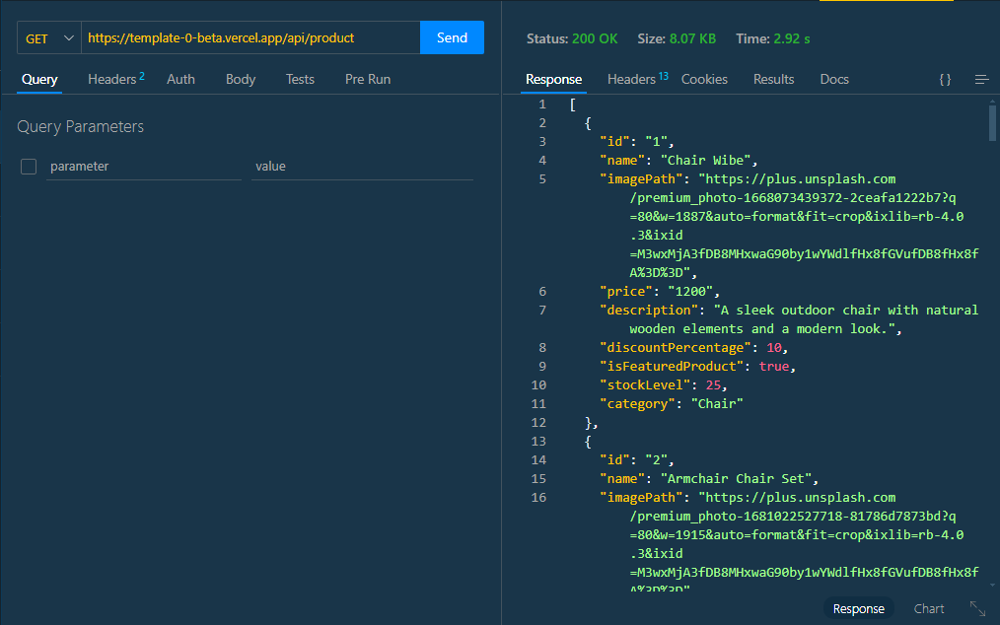 GET https://template-0-beta.vercel.app/api/product Send
Query Headers 2 Auth Body Tests Pre Run
Query Parameters
parameter value
Status: 200 OK Size: 8.07 KB Time: 2.92 s
Response Headers 13 Cookies Results Docs {}
1 [
2 {
3 "id": "1",
4 "name": "Chair Wibe",
5 "imagePath": "https://plus.unsplash.com
/premium_photo-1668073439372-2ceafa1222b7?q
=80&w=1887&auto=format&fit=crop&ixlib=rb-4.0
.3&ixid
=M3wxMjA3fDB8MHxwaG90by1wYWdlfHx8fGVufDB8fHx8f
A%3D%3D",
6 "price": "1200",
7 "description": "A sleek outdoor chair with natural
wooden elements and a modern look.",
8 "discountPercentage": 10,
9 "isFeaturedProduct": true,
10 "stockLevel": 25,
11 "category": "Chair"
12 },
13 {
14 "id": "2",
15 "name": "Armchair Chair Set",
16 "imagePath": "https://plus.unsplash.com
/premium_photo-1681022527718-81786d7873bd?q
=80&w=1915&auto=format&fit=crop&ixlib=rb-4.0
.3&ixid
=M3wxMjA3fDB8MHxwaG90by1wYWdlfHx8fGVufDB8fHx8f
A%3D%3D"
Response Chart